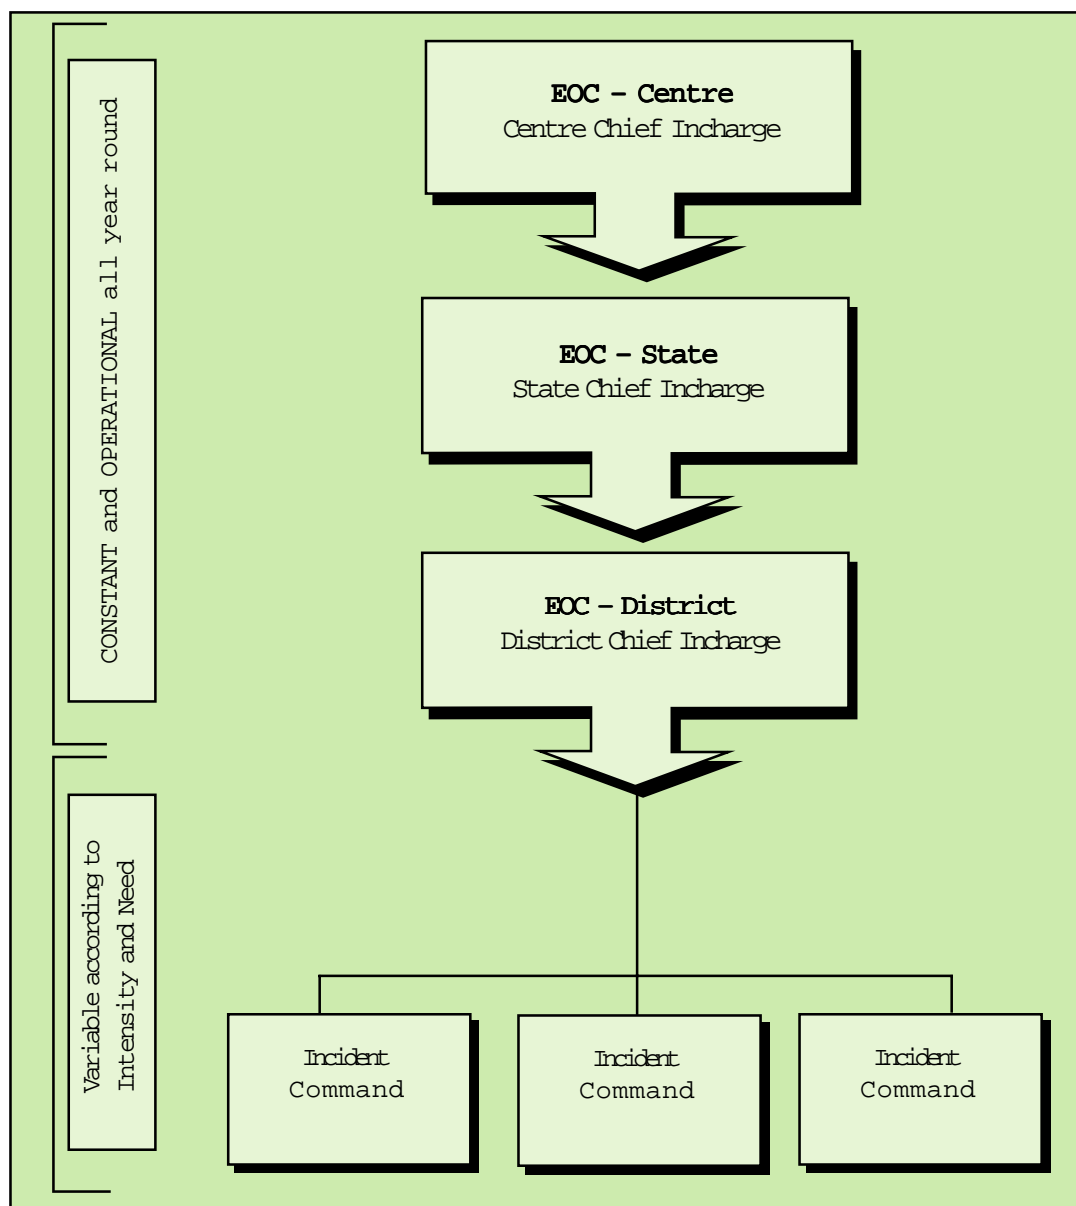 CONSTANT and OPERATIONAL all year round
EOC – Centre
Centre Chief Incharge
EOC – State
State Chief Incharge
EOC – District
District Chief Incharge
Variable according to
Intensity and Need
Incident
Command
Incident
Command
Incident
Command